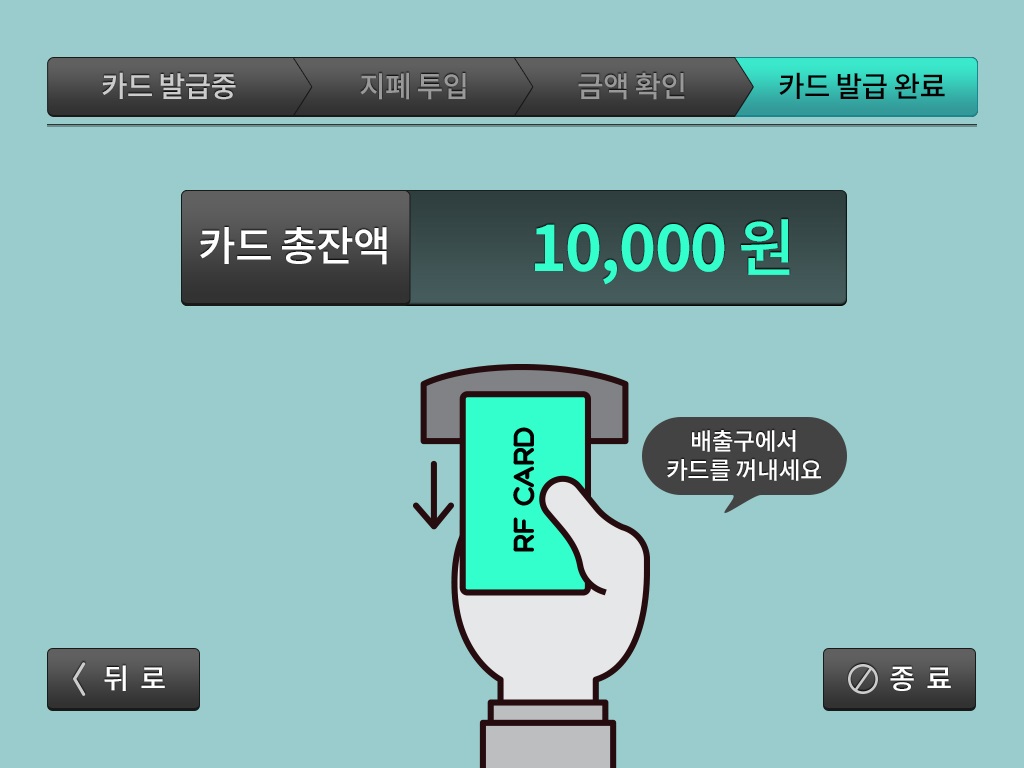 카드 발급중
지폐 투입
금액 확인
카드 발급 완료
카드 총잔액
10,000 원
RF CARD
배출구에서
카드를 꺼내세요
뒤 로
종 료